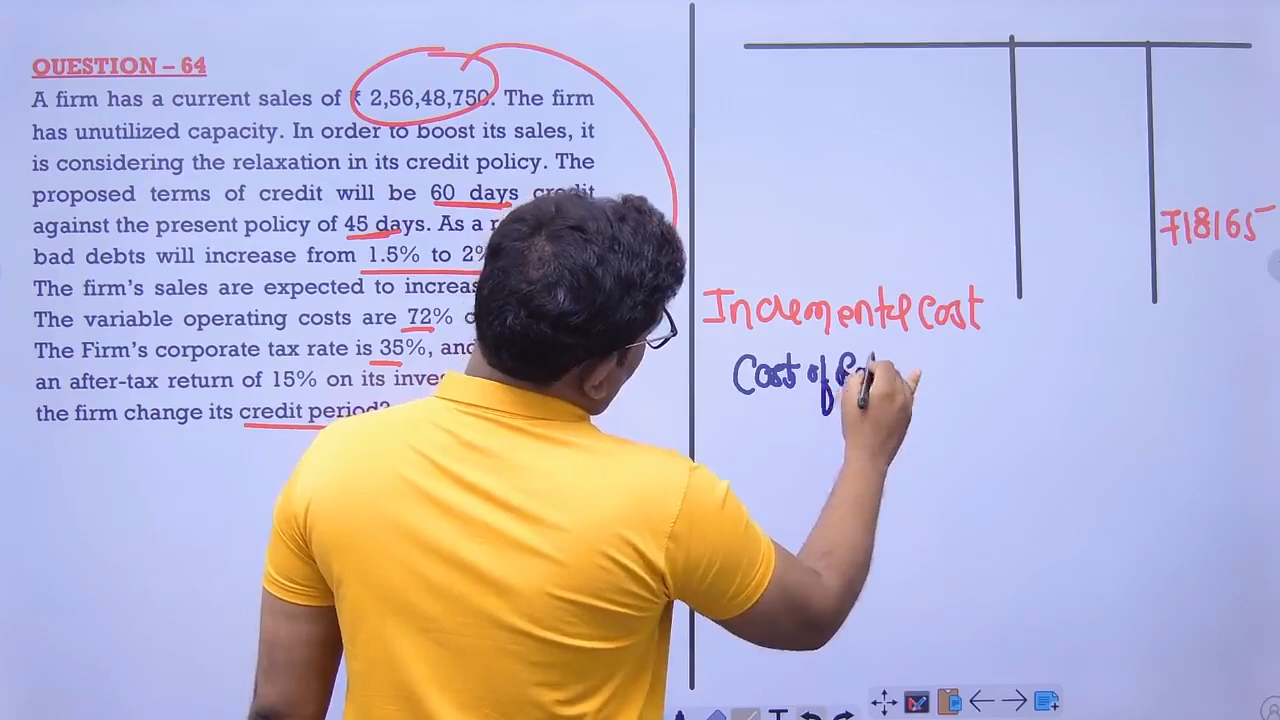 QUESTION – 64
A firm has a current sales of ₹ 2,56,48,750. The firm
has unutilized capacity. In order to boost its sales, it
is considering the relaxation in its credit policy. The
proposed terms of credit will be 60 days credit
against the present policy of 45 days. As a
bad debts will increase from 1.5% to 2%
The firm's sales are expected to
The variable operating costs are 72%
The Firm's corporate tax rate is 35%, and
an after-tax return of 15% on its
the firm change its credit period?
718165
Incremental Cost
Cost of